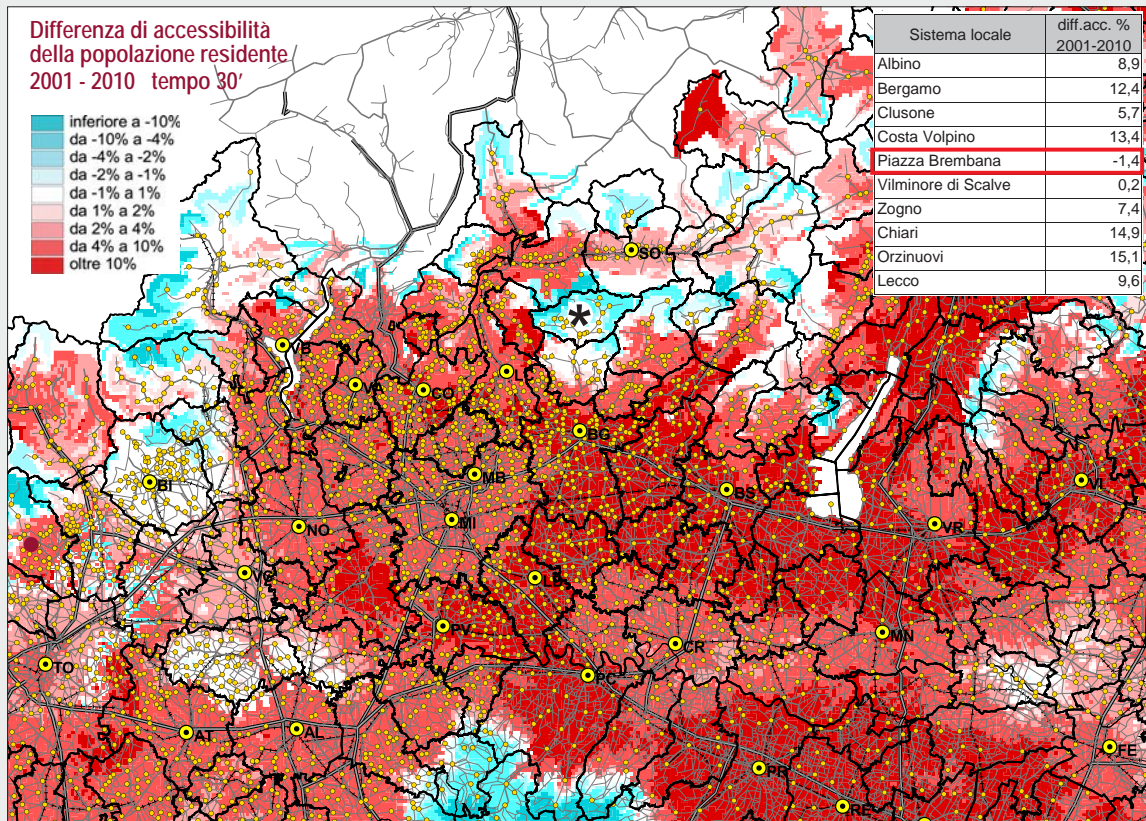 Differenza di accessibilità
della popolazione residente
2001 - 2010 tempo 30'
inferiore a -10%
da -10% a -4%
da -4% a -2%
da -2% a -1%
da -1% a 1%
da 1% a 2%
da 2% a 4%
da 4% a 10%
oltre 10%
Sistema locale diff.acc. % 2001-2010
Albino 8,9
Bergamo 12,4
Clusone 5,7
Costa Volpino 13,4
Piazza Brembana -1,4
Vilminore di Scalve 0,2
Zogno 7,4
Chiari 14,9
Orzinuovi 15,1
Lecco 9,6
SO
*
VB
VA
CO
BG
BI
MB
BS
VI
NO
MI
VR
VC
PV
MN
TO
CR
AT
AL
FE
PR
RE